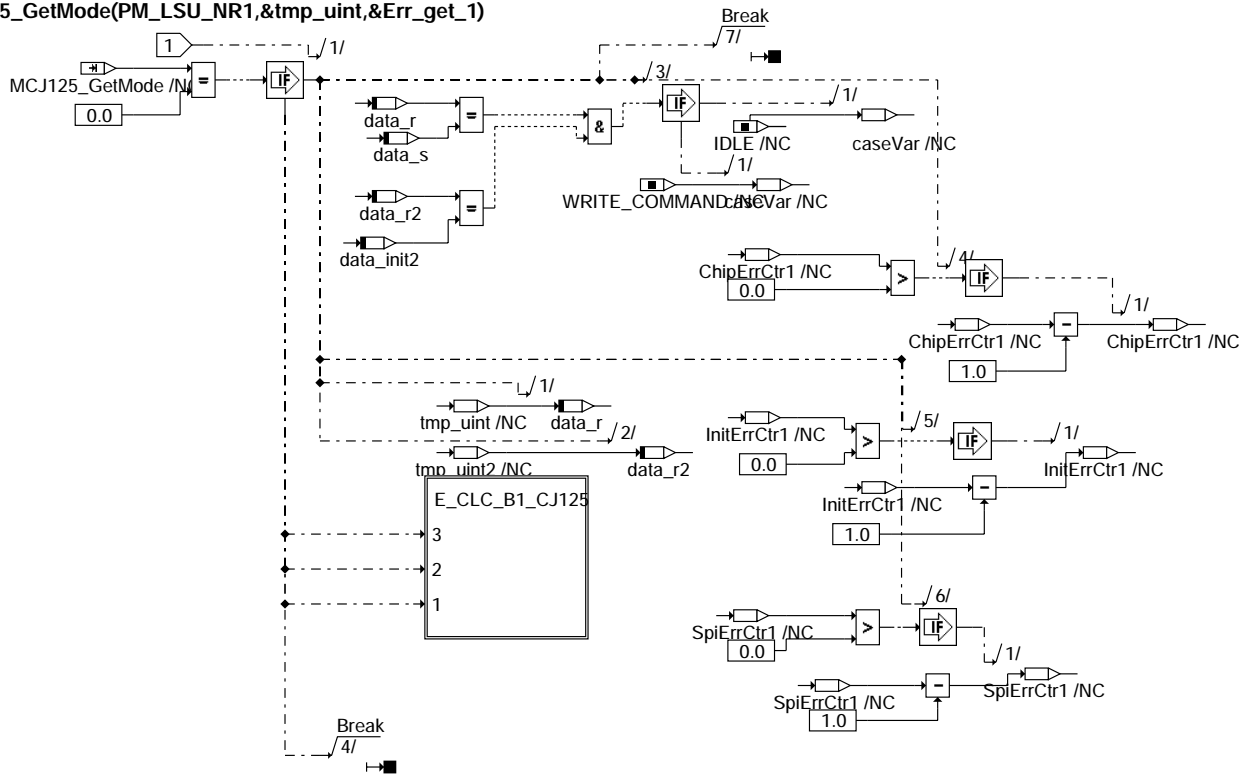 5_GetMode(PM_LSU_NR1,&tmp_uint,&Err_get_1)
Break
7/
1
/1/
/3/
MCJ125_GetMode /NC
=
IF
0.0
data_r
=
data_s
&
IF
/1/
IDLE /NC
caseVar /NC
/1/
data_r2
=
WRITE_COMMAND /NC
caseVar /NC
data_init2
ChipErrCtr1 /NC
>
/4/
IF
0.0
/1/
ChipErrCtr1 /NC
-
ChipErrCtr1 /NC
1.0
/1/
tmp_uint /NC
data_r
/2/
tmp_uint2 /NC
data_r2
InitErrCtr1 /NC
>
/5/
IF
/1/
0.0
InitErrCtr1 /NC
-
InitErrCtr1 /NC
1.0
E_CLC_B1_CJ125
3
2
1
/6/
SpiErrCtr1 /NC
>
IF
0.0
/1/
SpiErrCtr1 /NC
-
SpiErrCtr1 /NC
1.0
Break
4/